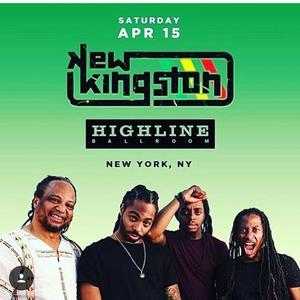 SATURDAY
APR 15
NEW
KINGSTON
HIGHLINE
BALLROOM
NEW YORK, NY